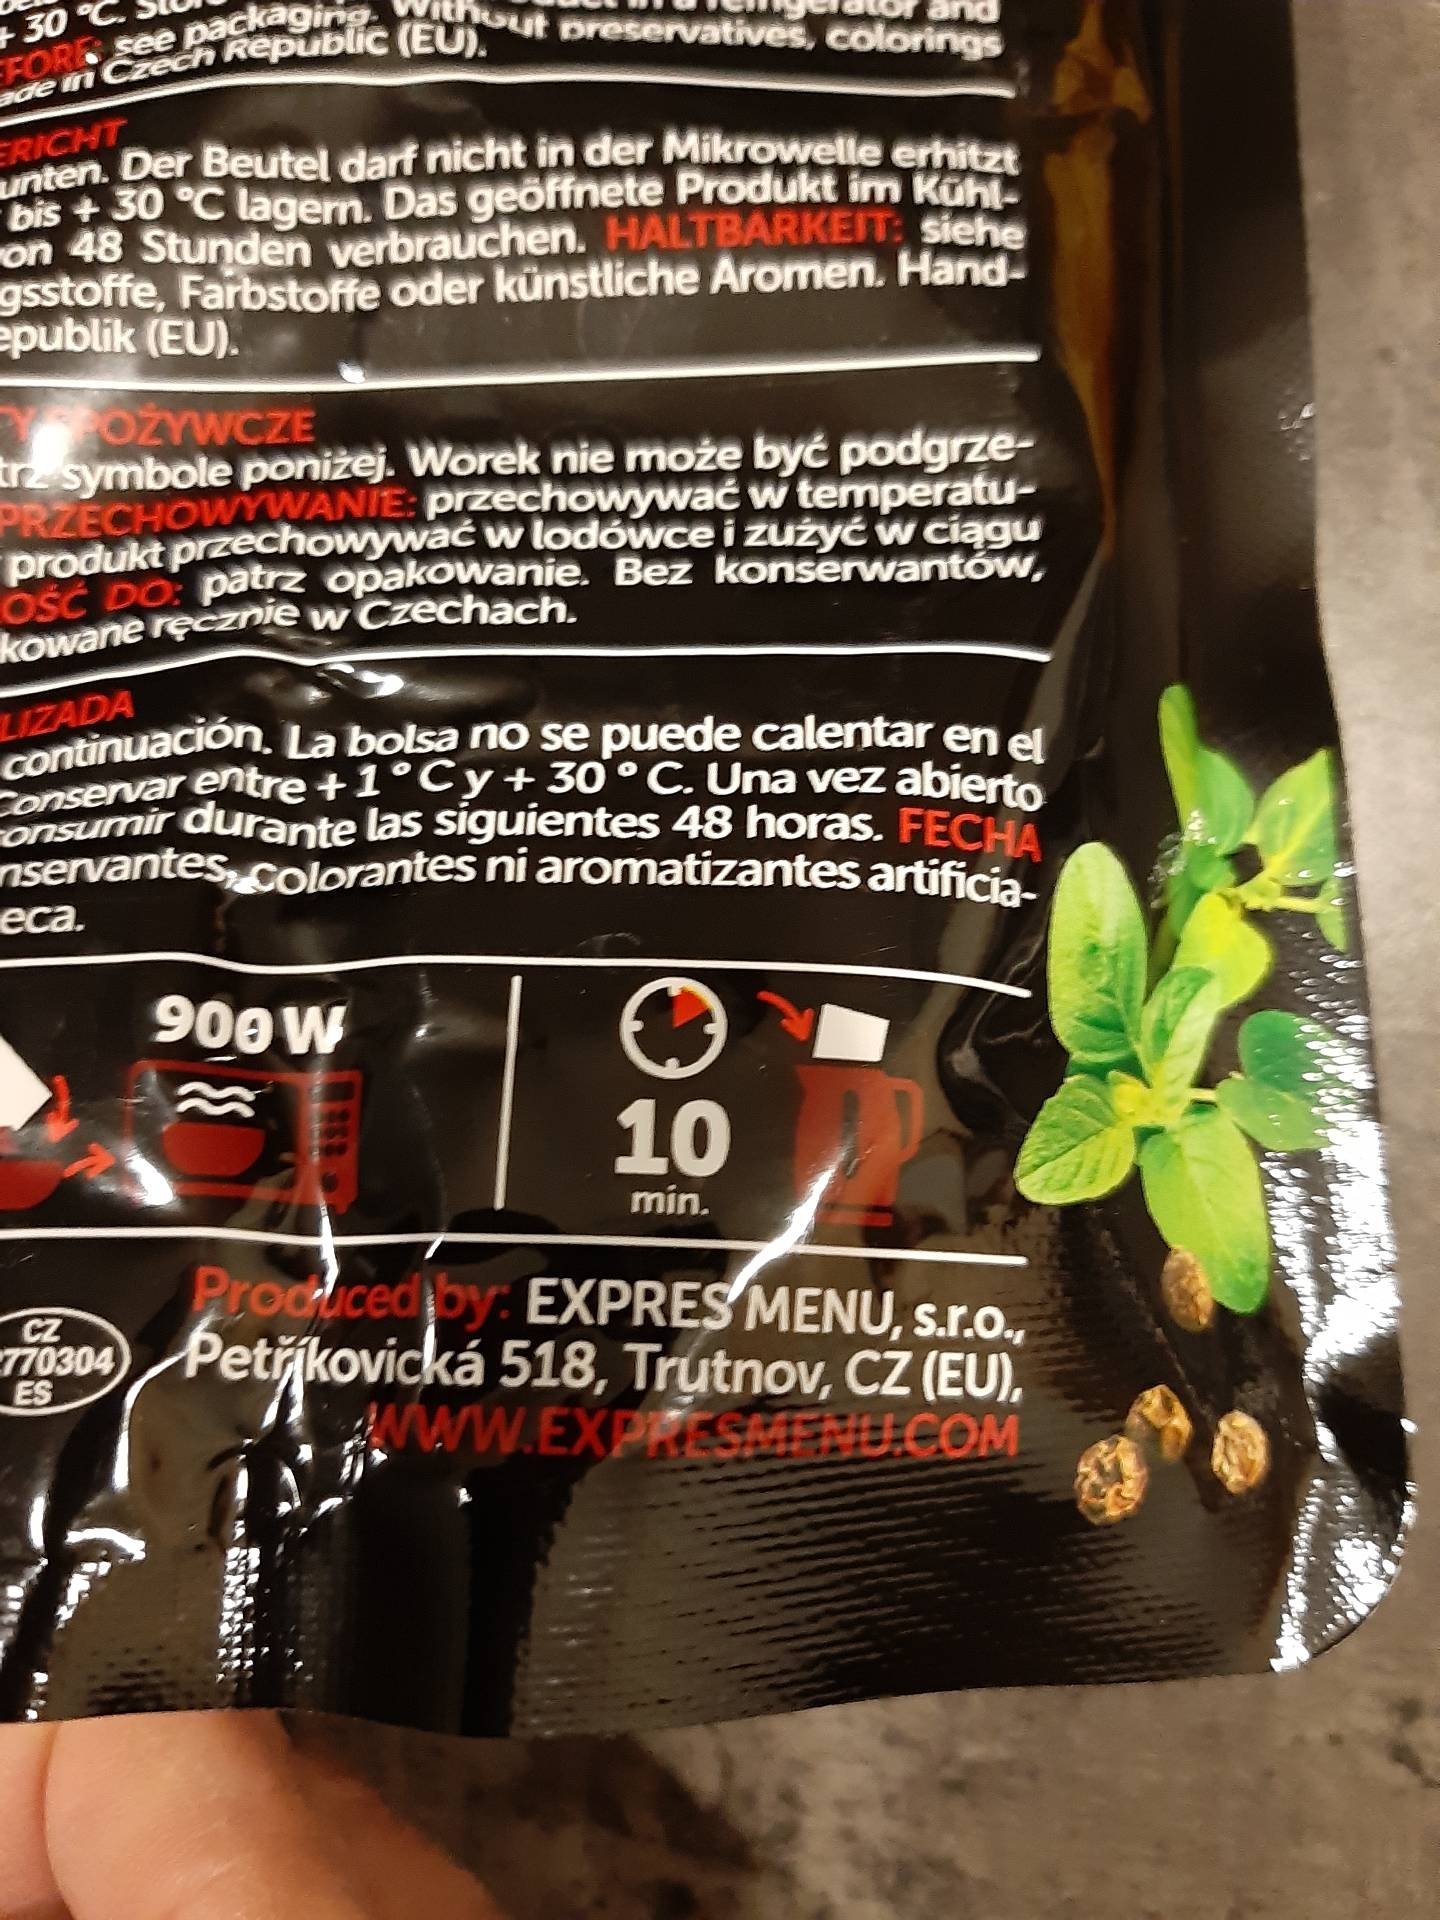 + 30 °C.
see packaging. Without preservatives, colorings
in Czech Republic (EU).
unten. Der Beutel darf nicht in der Mikrowelle erhitzt
bis + 30 °C lagern. Das geöffnete Produkt im Kühl-
on 48 Stunden verbrauchen. HALTBARKEIT: siehe
gsstoffe, Farbstoffe oder künstliche Aromen. Hand-
epublik (EU).
symbole poniżej. Worek nie może być podgrze-
PRZECHOWYWANIE: przechowywać w temperatu-
produkt przechowywać w lodówce i zużyć w ciągu
OŚĆ DO: patrz opakowanie. Bez konserwantów,
kowane ręcznie w Czechach.
LIZADA
continuación. La bolsa no se puede calentar en el
Conservar entre +1°C y + 30°C. Una vez abierto
consumir durante las siguientes 48 horas. FECHA
nservantes, colorantes ni aromatizantes artificia-
eca.
900 W
10
min.
Produced by: EXPRES MENU, s.r.o.,
Petříkovická 518, Trutnov, CZ (EU),
WWW.EXPRESMENU.COM
CZ
770304
ES